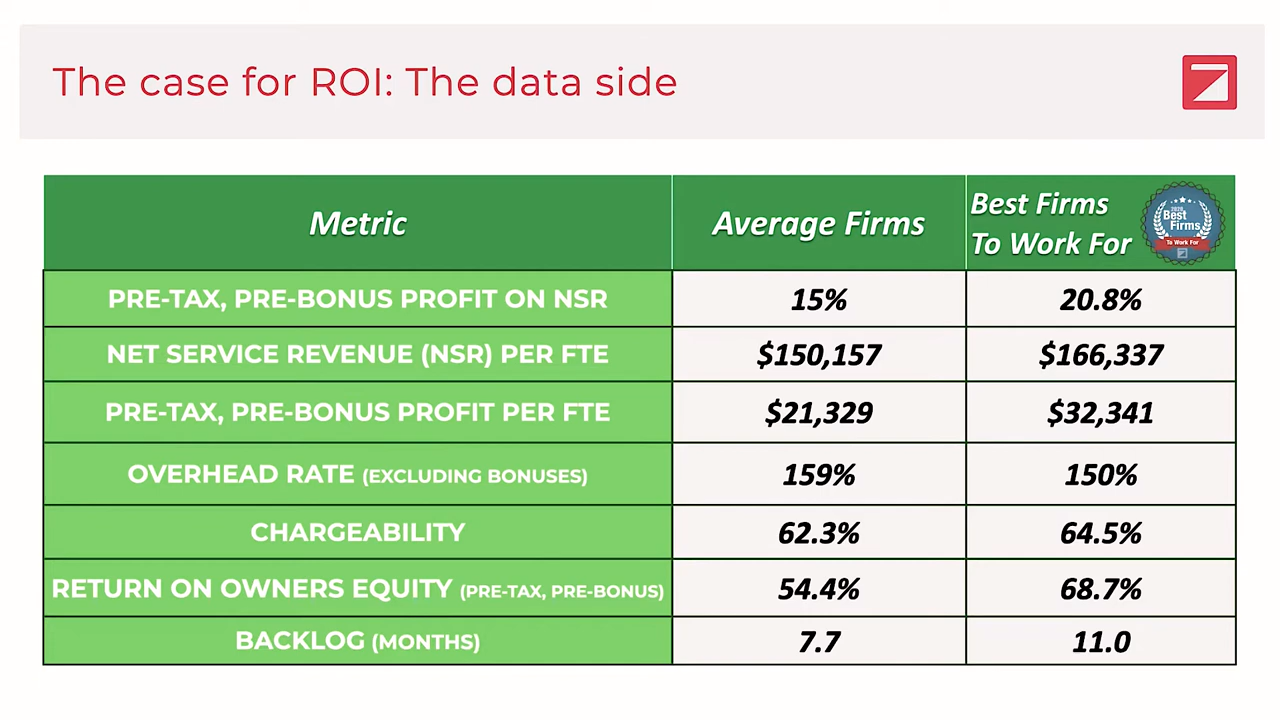 The case for ROI: The data side
Metric Average Firms Best Firms
To Work For
2020
Best
Firms
To Work For
PRE-TAX, PRE-BONUS PROFIT ON NSR 15% 20.8%
NET SERVICE REVENUE (NSR) PER FTE $150,157 $166,337
PRE-TAX, PRE-BONUS PROFIT PER FTE $21,329 $32,341
OVERHEAD RATE (EXCLUDING BONUSES) 159% 150%
CHARGEABILITY 62.3% 64.5%
RETURN ON OWNERS EQUITY (PRE-TAX, PRE-BONUS) 54.4% 68.7%
BACKLOG (MONTHS) 7.7 11.0